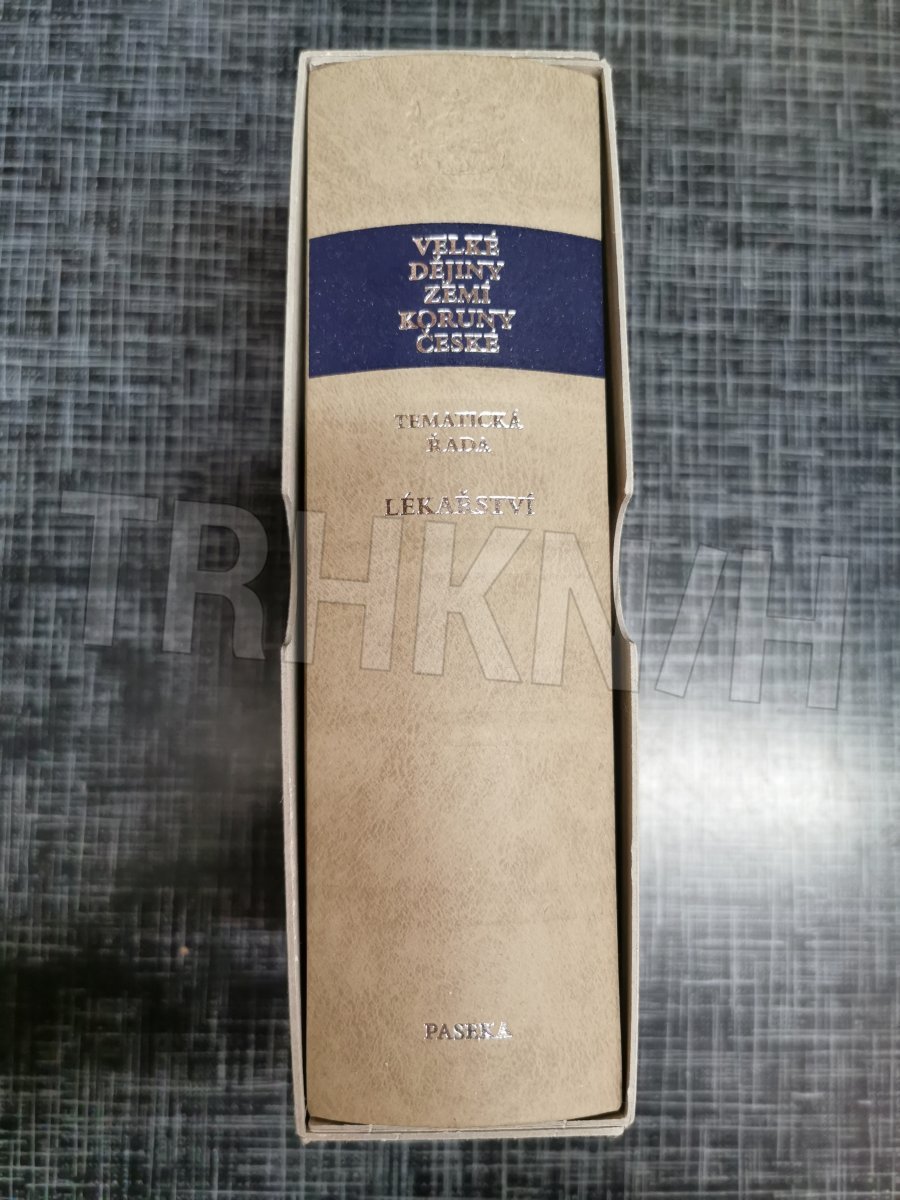 VELKÉ
DĚJINY
ZEMÍ
KORUNY
ČESKÉ
TEMATICKÁ
ŘADA
LÉKAŘSTVÍ
TRHKNIH
PASEKA